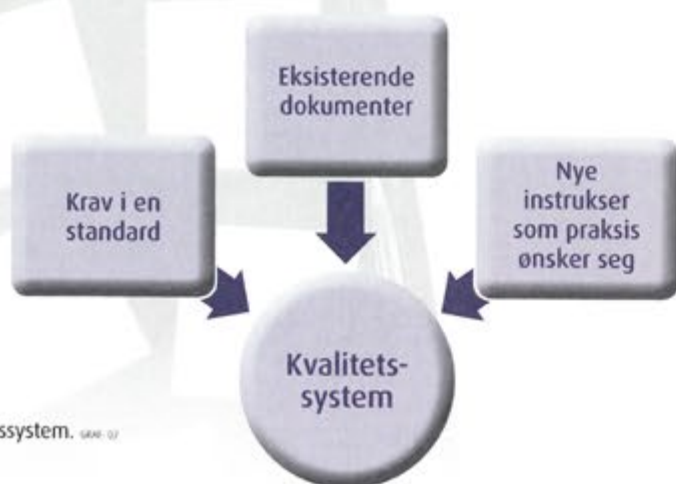 Eksisterende
dokumenter
Krav i en
standard
Nye
instrukser
som praksis
ønsker seg
Kvalitets-
system
ssystem.